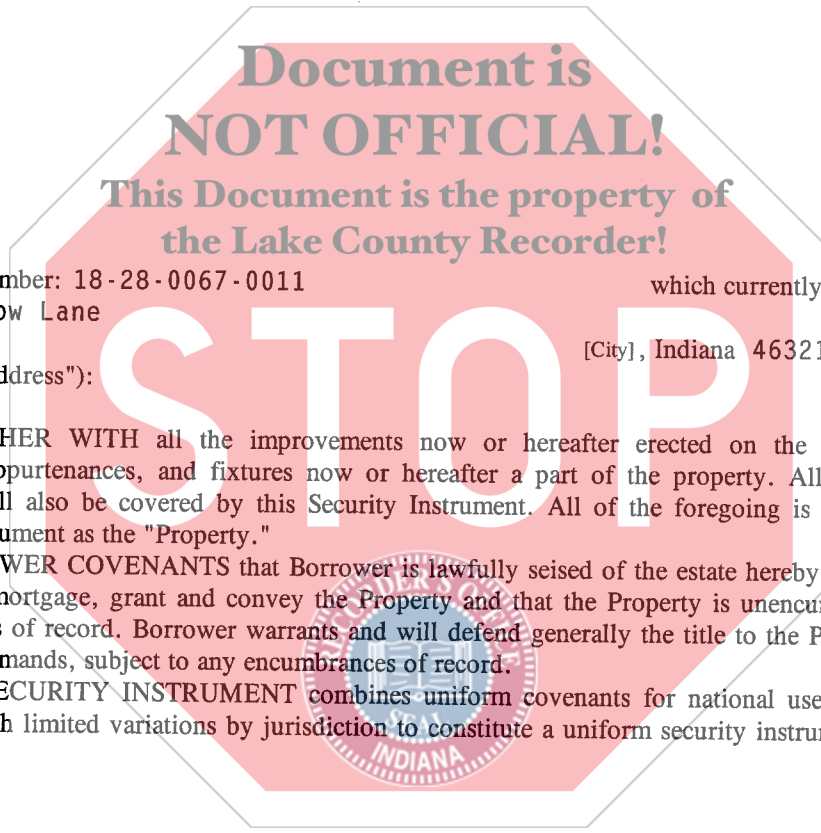 Document is
NOT OFFICIAL!
This Document is the property of
the Lake County Recorder!
mber: 18-28-0067-0011 which currently
ow Lane
[City], Indiana 46321
ddress"):
STOP
HER WITH all the improvements now or hereafter erected on the
ppurtenances, and fixtures now or hereafter a part of the property. All
ll also be covered by this Security Instrument. All of the foregoing is
ument as the "Property."
WER COVENANTS that Borrower is lawfully seised of the estate hereby
mortgage, grant and convey the Property and that the Property is unencu
s of record. Borrower warrants and will defend generally the title to the P
mands, subject to any encumbrances of record.
ECURITY INSTRUMENT combines uniform covenants for national use
h limited variations by jurisdiction to constitute a uniform security instru
RECORDER'S OFFICE
SEAL
INDIANA